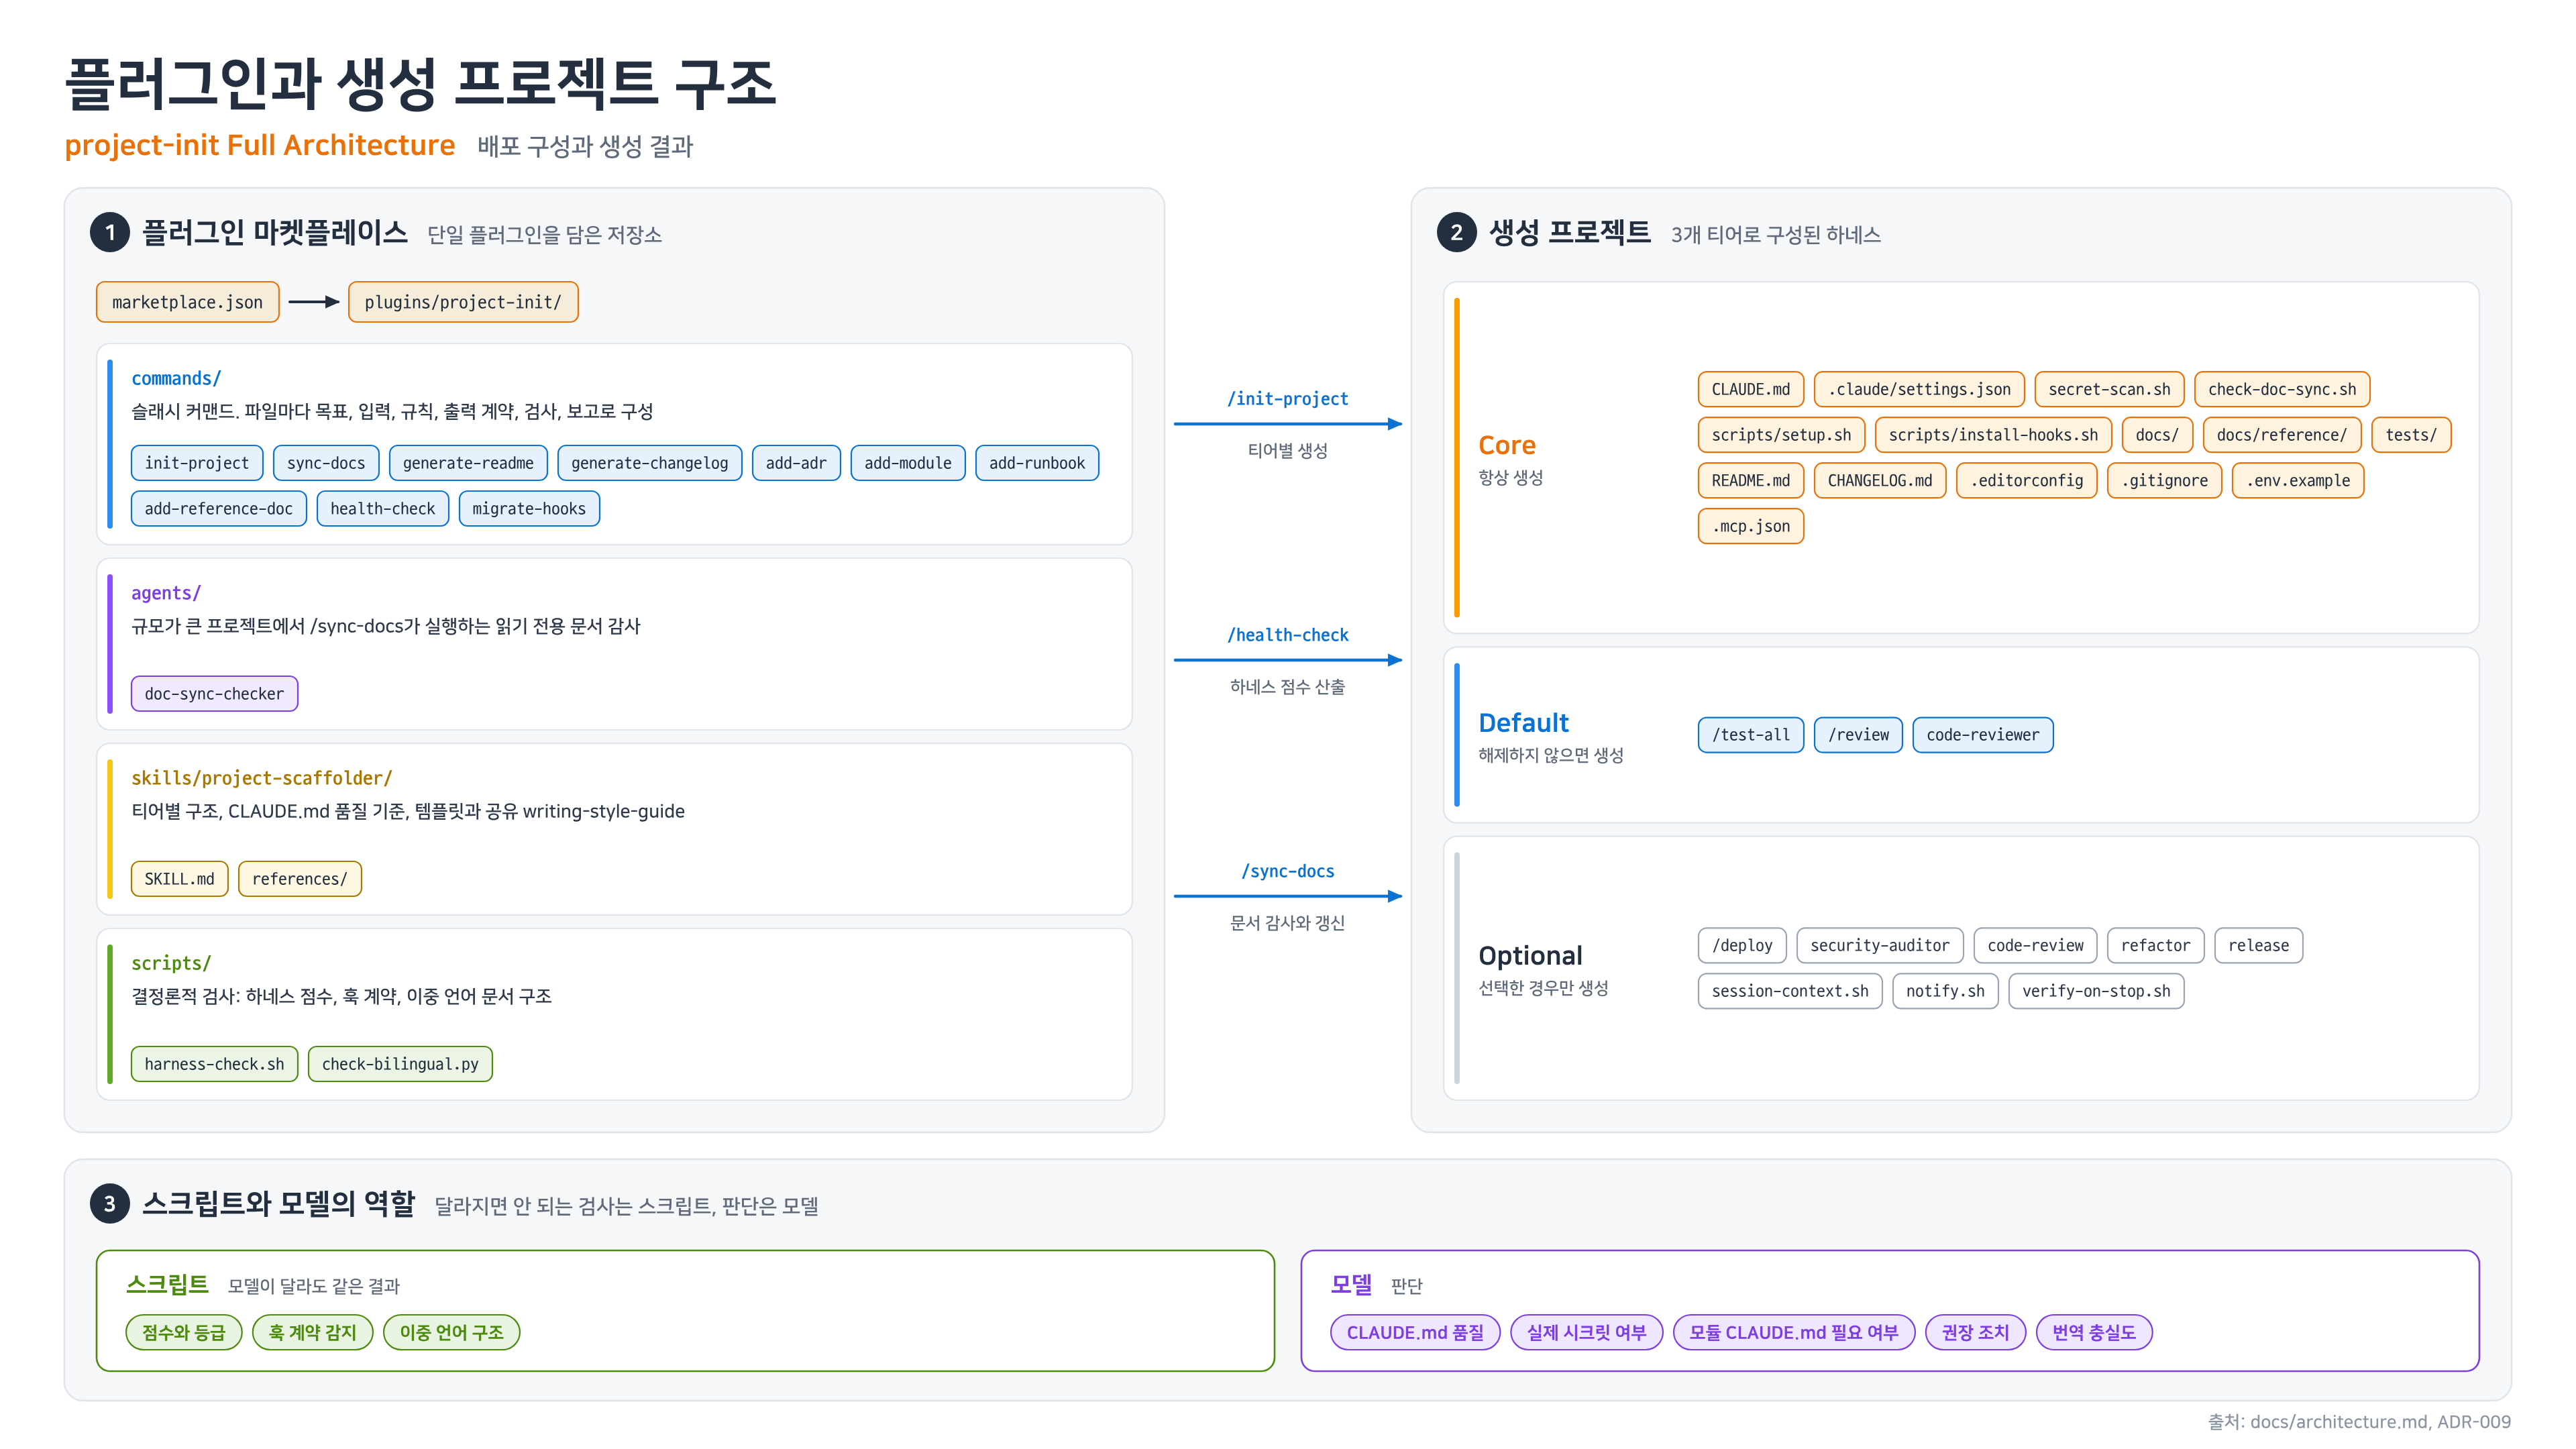 플러그인과 생성 프로젝트 구조
project-init Full Architecture 배포 구성과 생성 결과
1 플러그인 마켓플레이스 단일 플러그인을 담은 저장소
marketplace.json plugins/project-init/
commands/
슬래시 커맨드. 파일마다 목표, 입력, 규칙, 출력 계약, 검사, 보고로 구성
init-project sync-docs generate-readme generate-changelog add-adr add-module add-runbook
add-reference-doc health-check migrate-hooks
agents/
규모가 큰 프로젝트에서 /sync-docs가 실행하는 읽기 전용 문서 감사
doc-sync-checker
skills/project-scaffolder/
티어별 구조, CLAUDE.md 품질 기준, 템플릿과 공유 writing-style-guide
SKILL.md references/
scripts/
결정론적 검사: 하네스 점수, 훅 계약, 이중 언어 문서 구조
harness-check.sh check-bilingual.py
/init-project
티어별 생성
/health-check
하네스 점수 산출
/sync-docs
문서 감사와 갱신
2 생성 프로젝트 3개 티어로 구성된 하네스
Core
항상 생성
CLAUDE.md .claude/settings.json secret-scan.sh check-doc-sync.sh
scripts/setup.sh scripts/install-hooks.sh docs/ docs/reference/ tests/
README.md CHANGELOG.md .editorconfig .gitignore .env.example
.mcp.json
Default
해제하지 않으면 생성
/test-all /review code-reviewer
Optional
선택한 경우만 생성
/deploy security-auditor code-review refactor release
session-context.sh notify.sh verify-on-stop.sh
3 스크립트와 모델의 역할 달라지면 안 되는 검사는 스크립트, 판단은 모델
스크립트 모델이 달라도 같은 결과
점수와 등급 훅 계약 감지 이중 언어 구조
모델 판단
CLAUDE.md 품질 실제 시크릿 여부 모듈 CLAUDE.md 필요 여부 권장 조치 번역 충실도
출처: docs/architecture.md, ADR-009